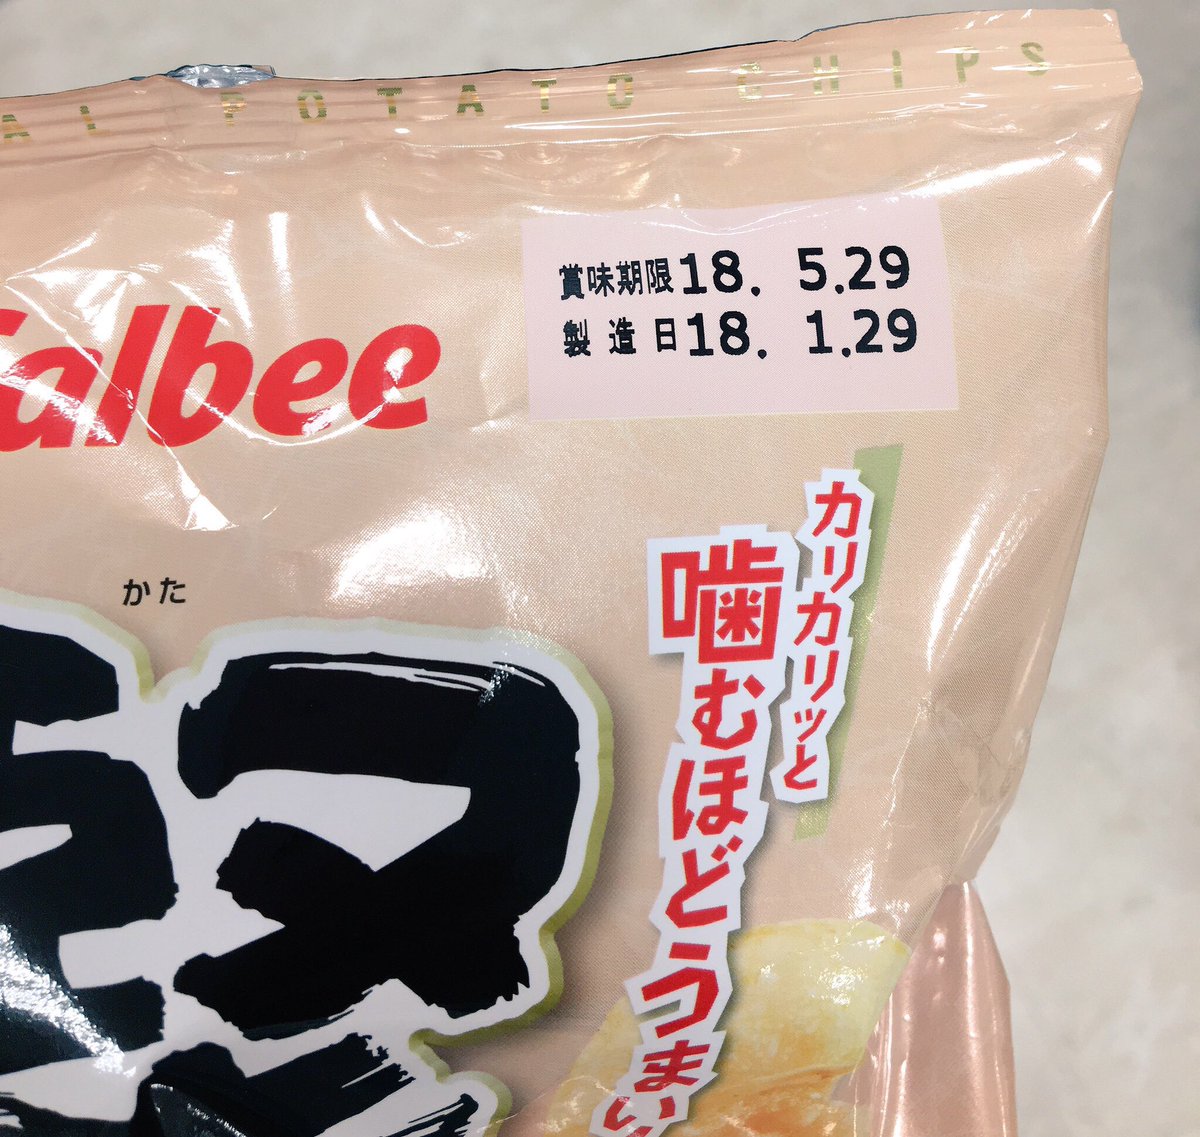 POTATO CHIPS
賞味期限18. 5.29
製造日18. 1.29
Calbee
かた
カリカリッと
噛むほどうまい